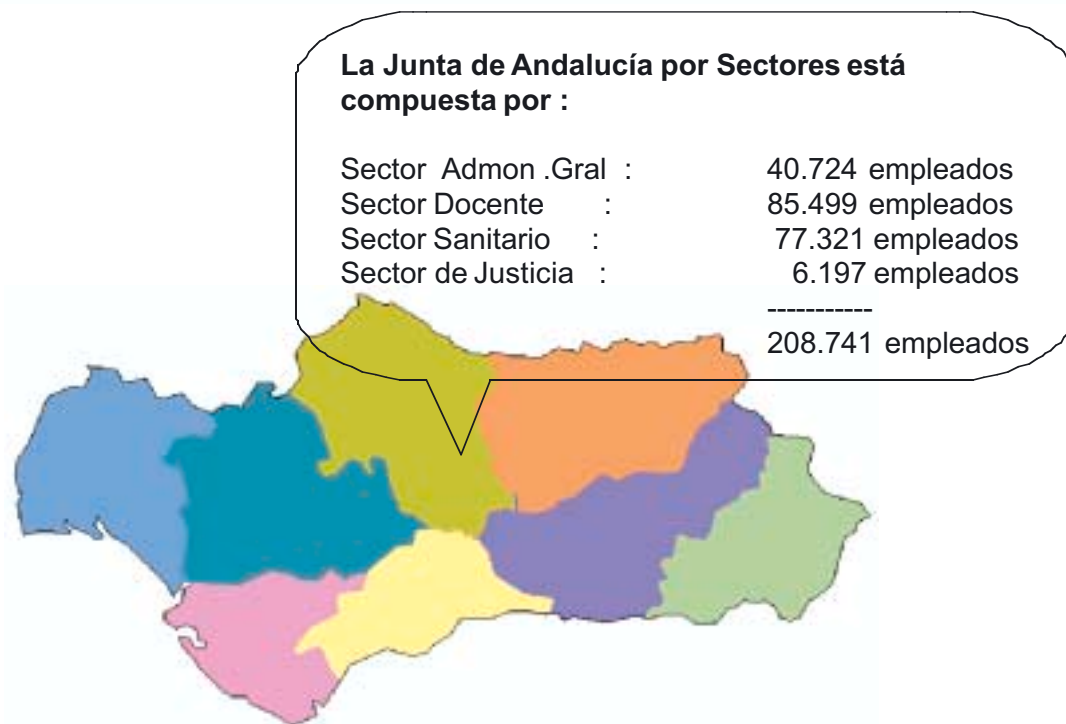 La Junta de Andalucía por Sectores está
compuesta por :
Sector Admon .Gral : 40.724 empleados
Sector Docente : 85.499 empleados
Sector Sanitario : 77.321 empleados
Sector de Justicia : 6.197 empleados
-----------
208.741 empleados